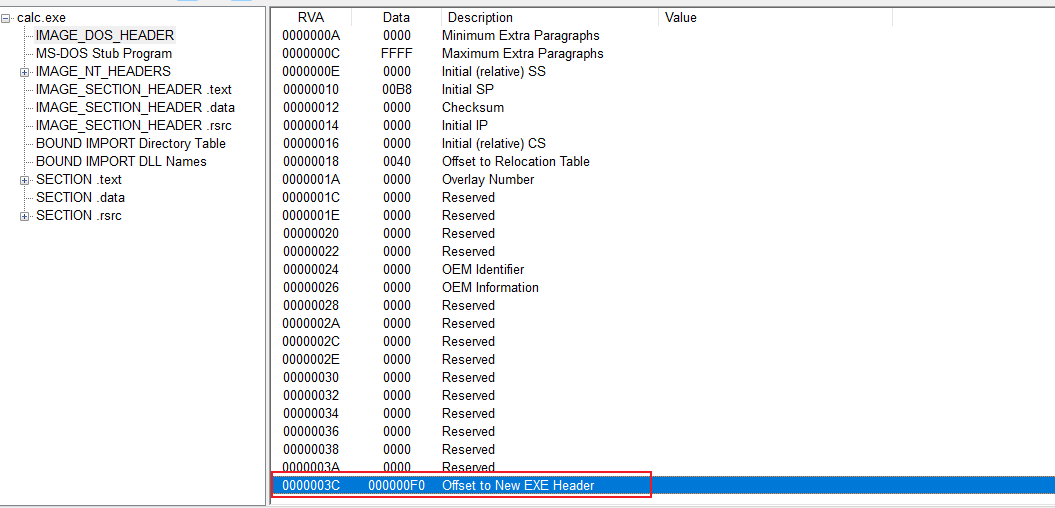 calc.exe
IMAGE_DOS_HEADER
MS-DOS Stub Program
IMAGE_NT_HEADERS
IMAGE_SECTION_HEADER .text
IMAGE_SECTION_HEADER .data
IMAGE_SECTION_HEADER .rsrc
BOUND IMPORT Directory Table
BOUND IMPORT DLL Names
SECTION .text
SECTION .data
SECTION .rsrc
RVA Data Description Value
0000000A 0000 Minimum Extra Paragraphs
0000000C FFFF Maximum Extra Paragraphs
0000000E 0000 Initial (relative) SS
00000010 00B8 Initial SP
00000012 0000 Checksum
00000014 0000 Initial IP
00000016 0000 Initial (relative) CS
00000018 0040 Offset to Relocation Table
0000001A 0000 Overlay Number
0000001C 0000 Reserved
0000001E 0000 Reserved
00000020 0000 Reserved
00000022 0000 Reserved
00000024 0000 OEM Identifier
00000026 0000 OEM Information
00000028 0000 Reserved
0000002A 0000 Reserved
0000002C 0000 Reserved
0000002E 0000 Reserved
00000030 0000 Reserved
00000032 0000 Reserved
00000034 0000 Reserved
00000036 0000 Reserved
00000038 0000 Reserved
0000003A 0000 Reserved
0000003C 000000F0 Offset to New EXE Header